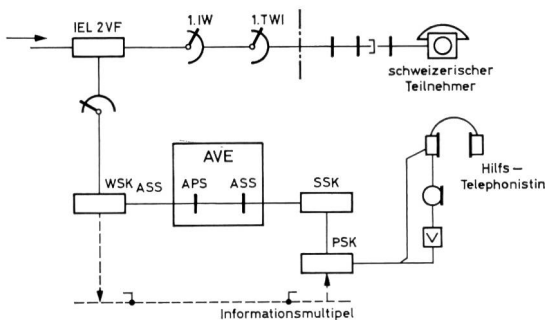 IEL 2VF
1.IW
1.TWI
schweizerischer
Teilnehmer
AVE
WSK
ASS
APS
ASS
SSK
Hilfs-
Telephonistin
PSK
V
Informationsmultipel